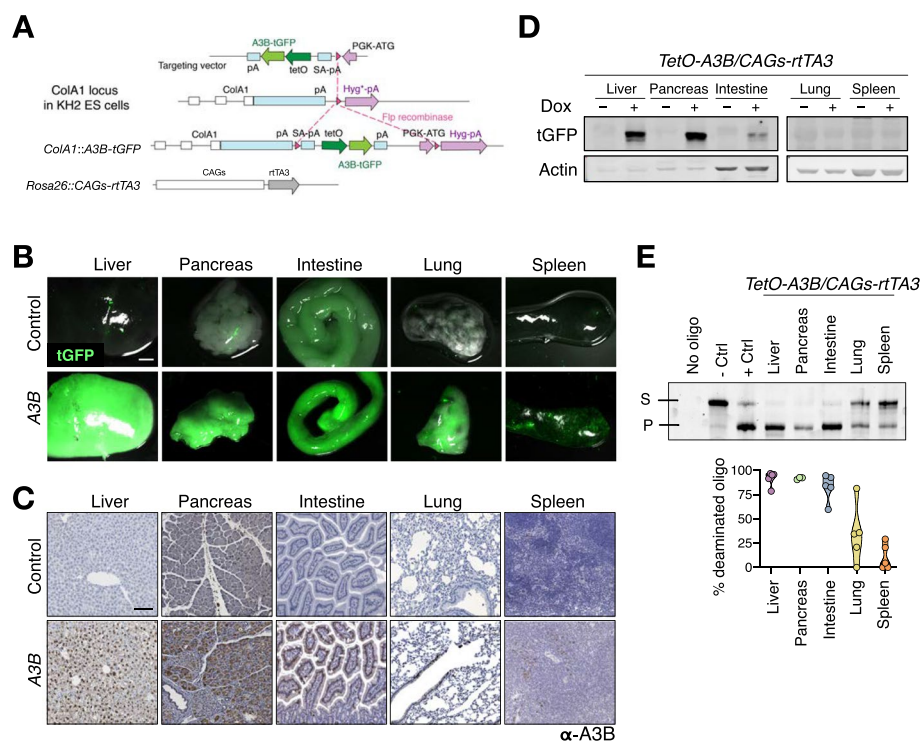 A
A3B-tGFP
PGK-ATG
Targeting vector
pA
tetO
SA-pA
ColA1 locus
in KH2 ES cells
ColA1
pA
Hyg*-pA
Flp recombinase
ColA1
pA
SA-pA
tetO
pA
PGK-ATG
Hyg-pA
ColA1::A3B-tGFP
A3B-tGFP
Rosa26::CAGs-rtTA3
CAGs
rtTA3
B
Liver
Pancreas
Intestine
Lung
Spleen
Control
tGFP
A3B
C
Liver
Pancreas
Intestine
Lung
Spleen
Control
A3B
α-A3B
D
TetO-A3B/CAGs-rtTA3
Liver
Pancreas
Intestine
Lung
Spleen
Dox
– + – + – + – + – +
tGFP
Actin
E
TetO-A3B/CAGs-rtTA3
No oligo
- Ctrl
+ Ctrl
Liver
Pancreas
Intestine
Lung
Spleen
S
P
% deaminated oligo
100
75
50
25
0
Liver
Pancreas
Intestine
Lung
Spleen